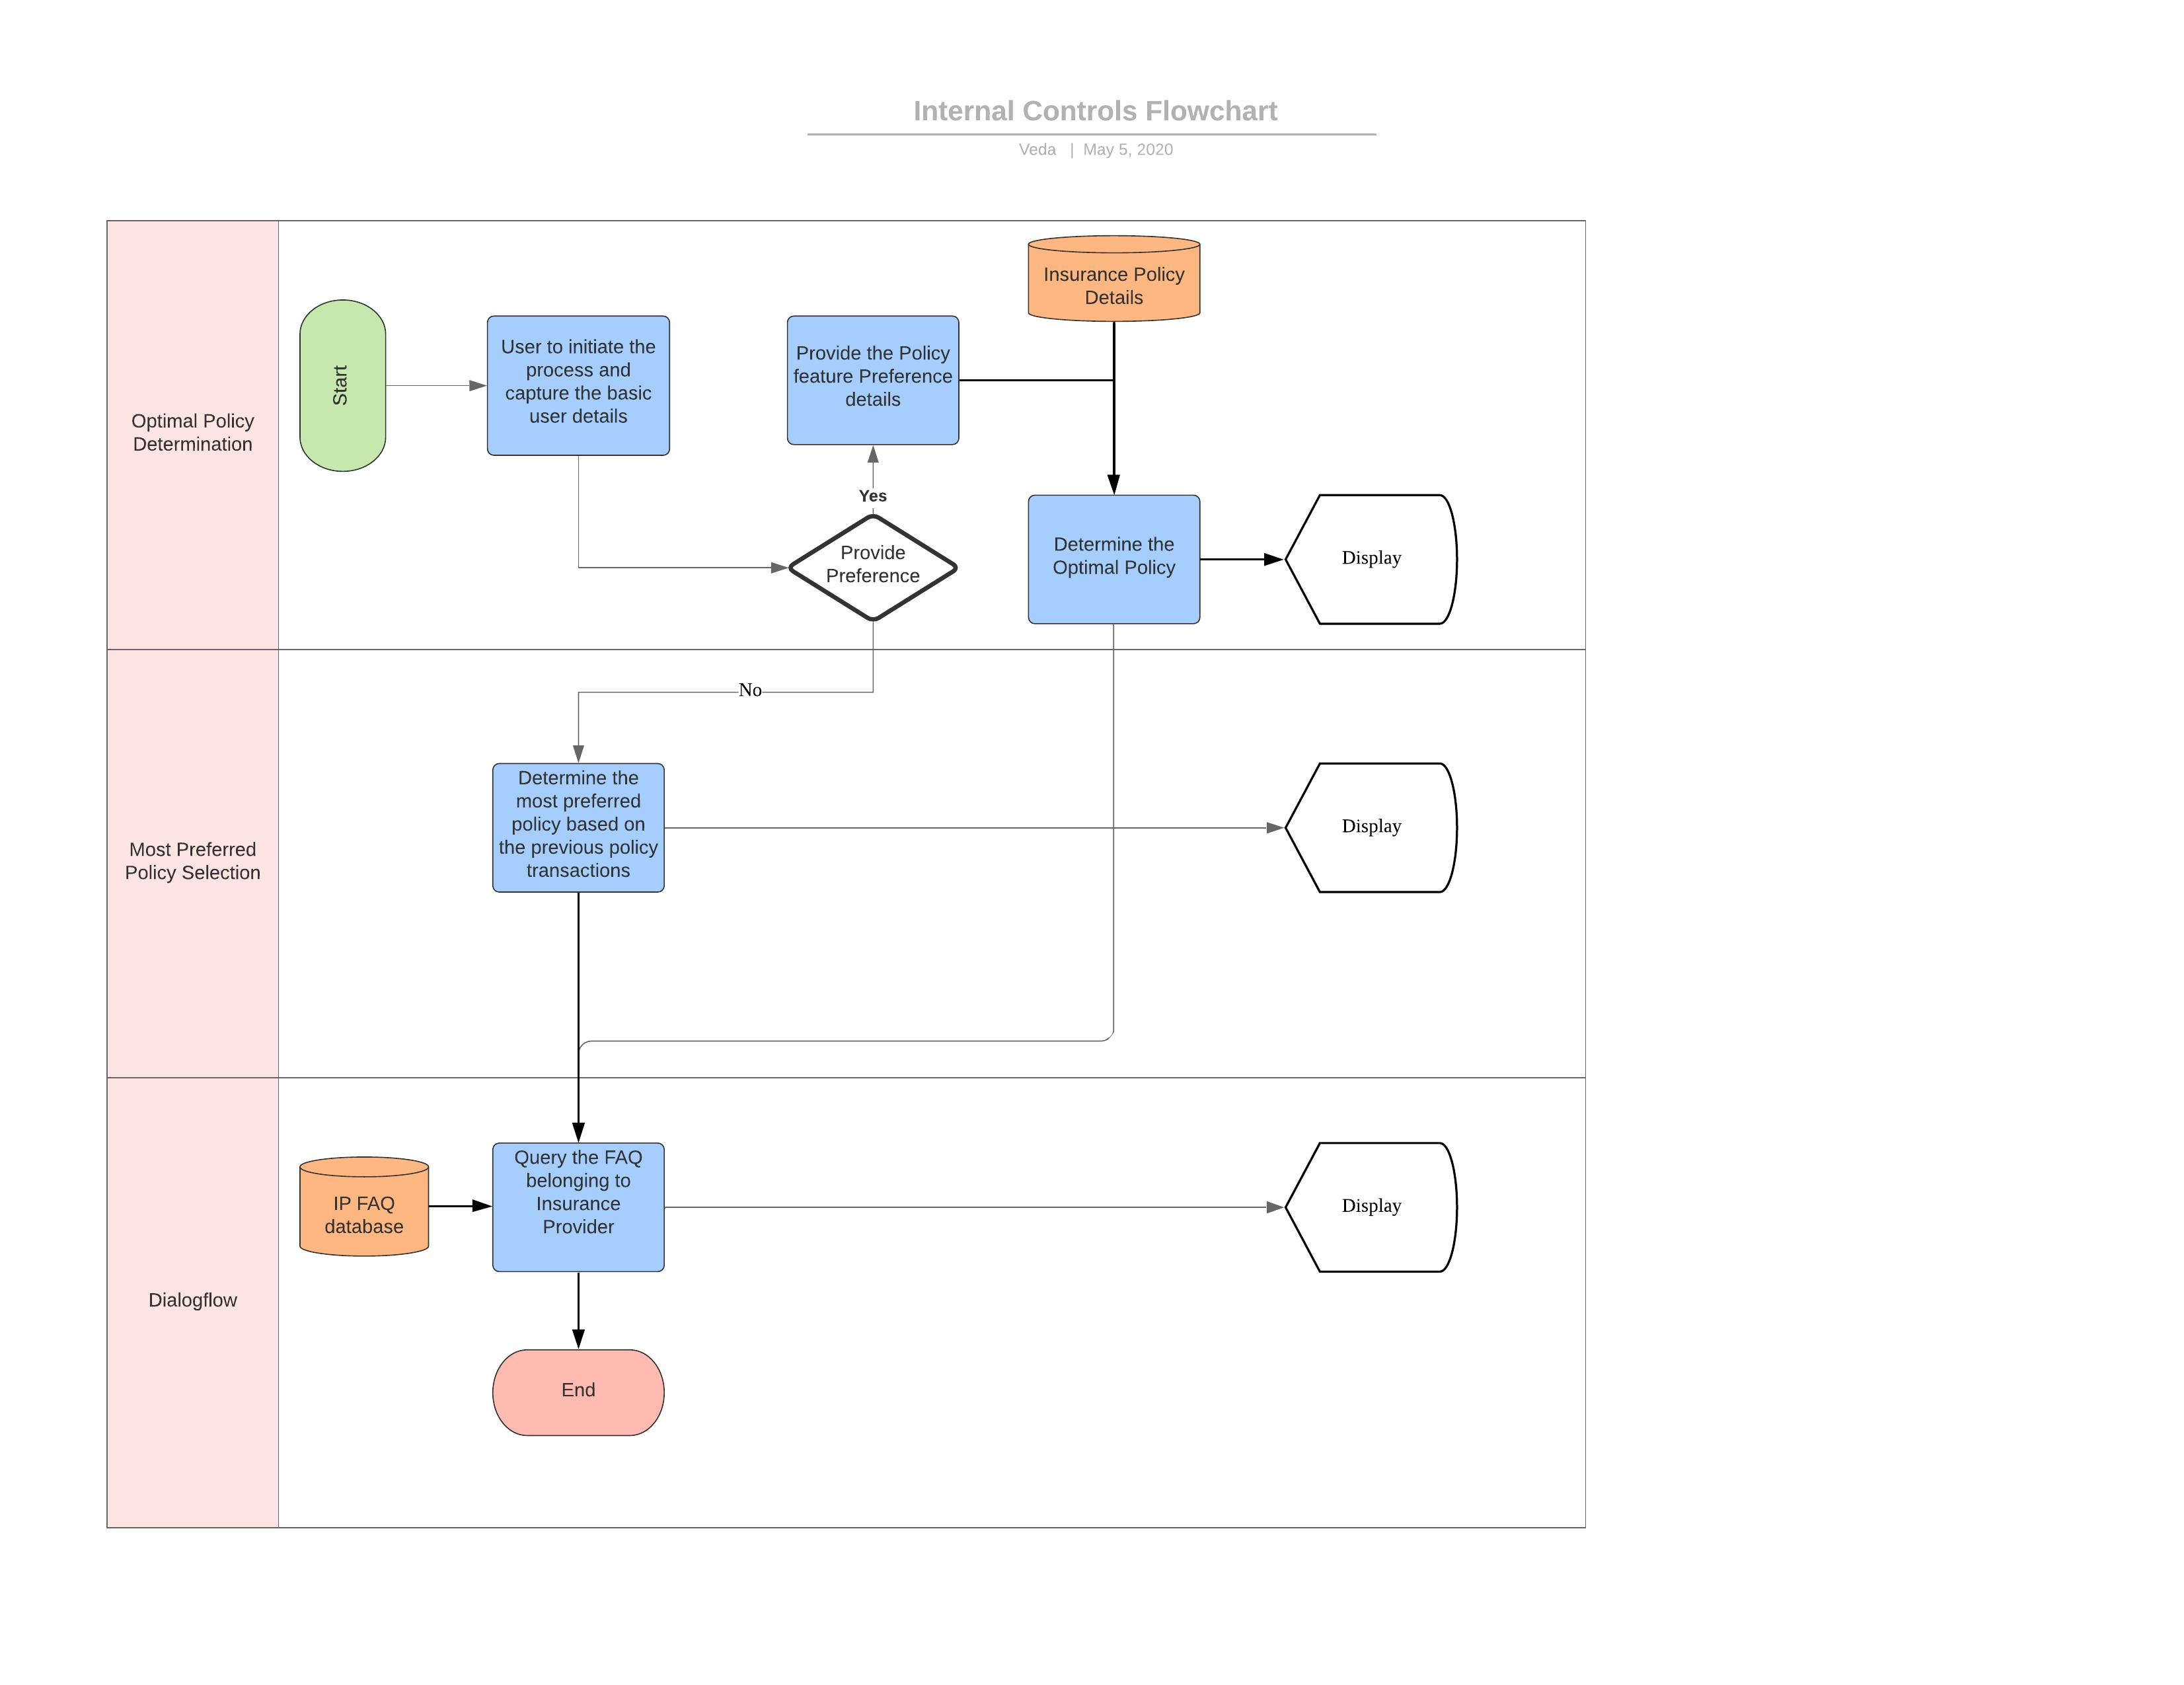 Internal Controls Flowchart
Veda | May 5, 2020
Optimal Policy
Determination
Start
User to initiate the
process and
capture the basic
user details
Provide the Policy
feature Preference
details
Insurance Policy
Details
Yes
Provide
Preference
Determine the
Optimal Policy
Display
No
Most Preferred
Policy Selection
Determine the
most preferred
policy based on
the previous policy
transactions
Display
Dialogflow
IP FAQ
database
Query the FAQ
belonging to
Insurance
Provider
Display
End